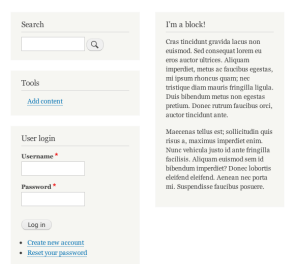 Search
Tools
Add content
User login
Username *
Password *
Log in
Create new account
Reset your password
I'm a block!
Cras tincidunt gravida lacus non
euismod. Sed consequat lorem eu
eros auctor ultrices. Aliquam
imperdiet, metus ac faucibus egestas,
mi ipsum rhoncus quam; nec
tristique diam mauris fringilla ligula.
Duis bibendum metus non egestas
pretium. Donec rutrum faucibus orci,
auctor tincidunt ante.
Maecenas tellus est; sollicitudin quis
risus a, maximus imperdiet enim.
Nunc vehicula justo id ante fringilla
facilisis. Aliquam euismod sem id
bibendum imperdiet? Donec lobortis
eleifend eleifend. Aenean nec porta
mi. Suspendisse faucibus posuere.